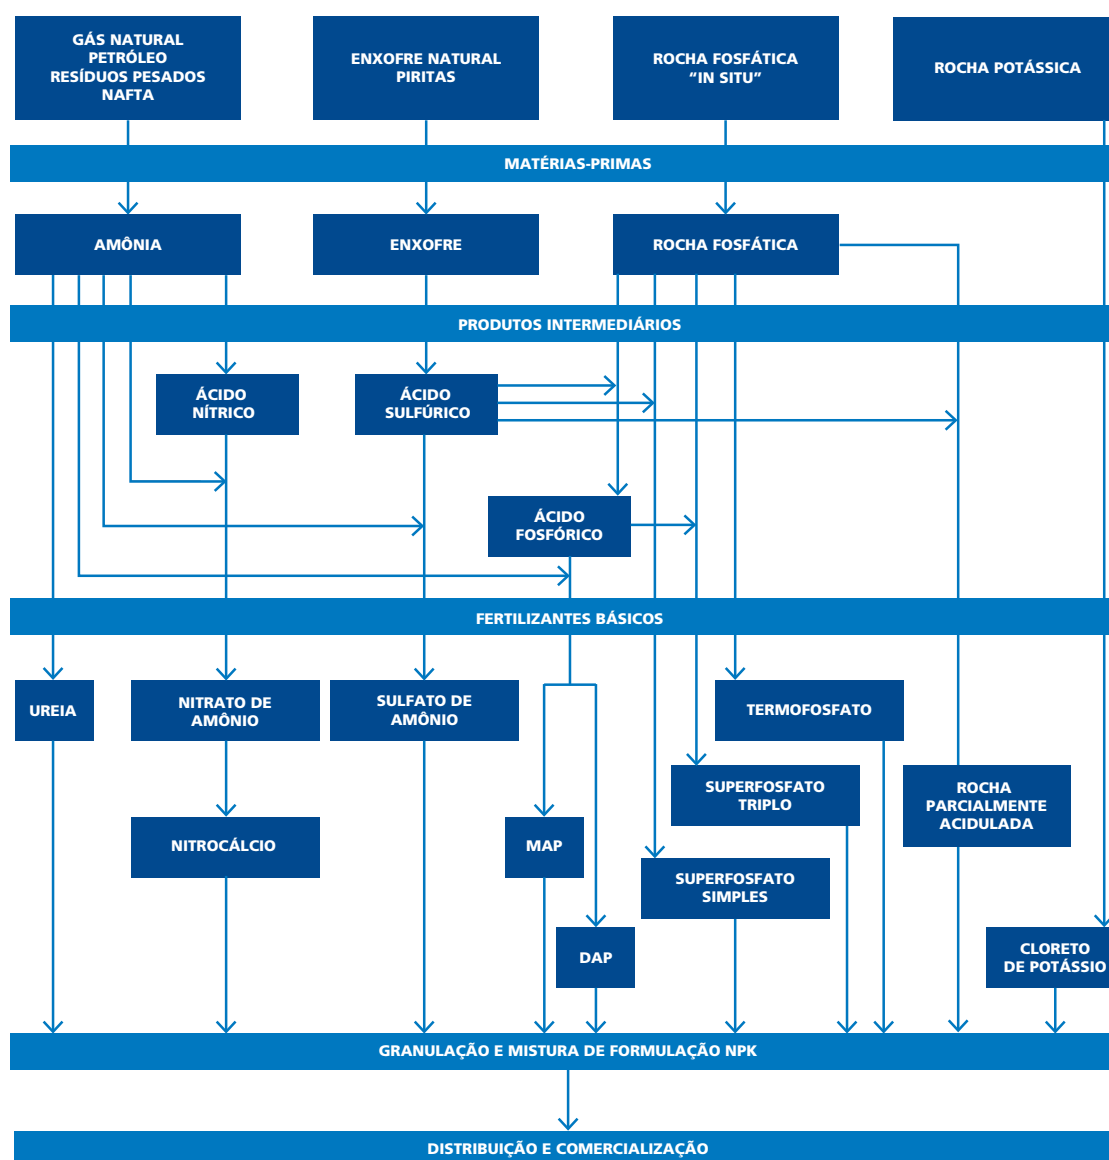 GÁS NATURAL
PETRÓLEO
RESÍDUOS PESADOS
NAFTA
ENXOFRE NATURAL
PIRITAS
ROCHA FOSFÁTICA
“IN SITU”
ROCHA POTÁSSICA
MATÉRIAS-PRIMAS
AMÔNIA
ENXOFRE
ROCHA FOSFÁTICA
PRODUTOS INTERMEDIÁRIOS
ÁCIDO
NÍTRICO
ÁCIDO
SULFÚRICO
ÁCIDO
FOSFÓRICO
FERTILIZANTES BÁSICOS
UREIA
NITRATO DE
AMÔNIO
SULFATO DE
AMÔNIO
TERMOFOSFATO
SUPERFOSFATO
TRIPLO
ROCHA
PARCIALMENTE
ACIDULADA
NITROCÁLCIO
MAP
SUPERFOSFATO
SIMPLES
DAP
CLORETO
DE POTÁSSIO
GRANULAÇÃO E MISTURA DE FORMULAÇÃO NPK
DISTRIBUIÇÃO E COMERCIALIZAÇÃO